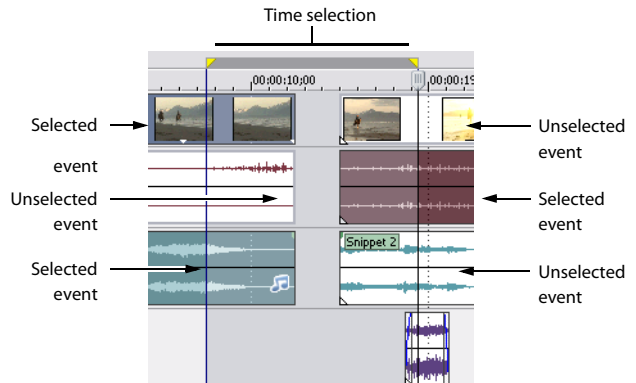 Time selection
00:00:10;00
00:00:19
Selected
event
Unselected
event
Unselected
event
Selected
event
Snippet 2
Selected
event
Unselected
event